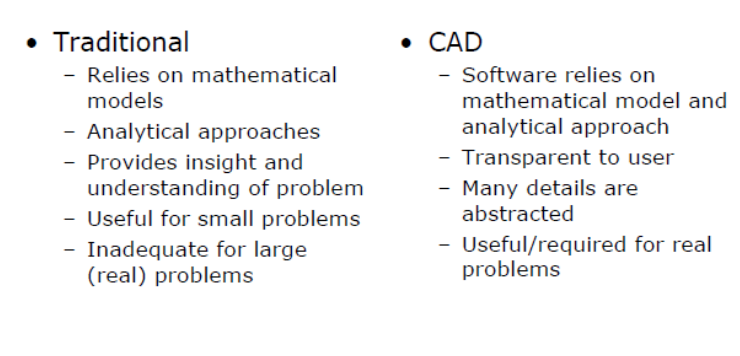 • Traditional
– Relies on mathematical
models
– Analytical approaches
– Provides insight and
understanding of problem
– Useful for small problems
– Inadequate for large
(real) problems
• CAD
– Software relies on
mathematical model and
analytical approach
– Transparent to user
– Many details are
abstracted
– Useful/required for real
problems